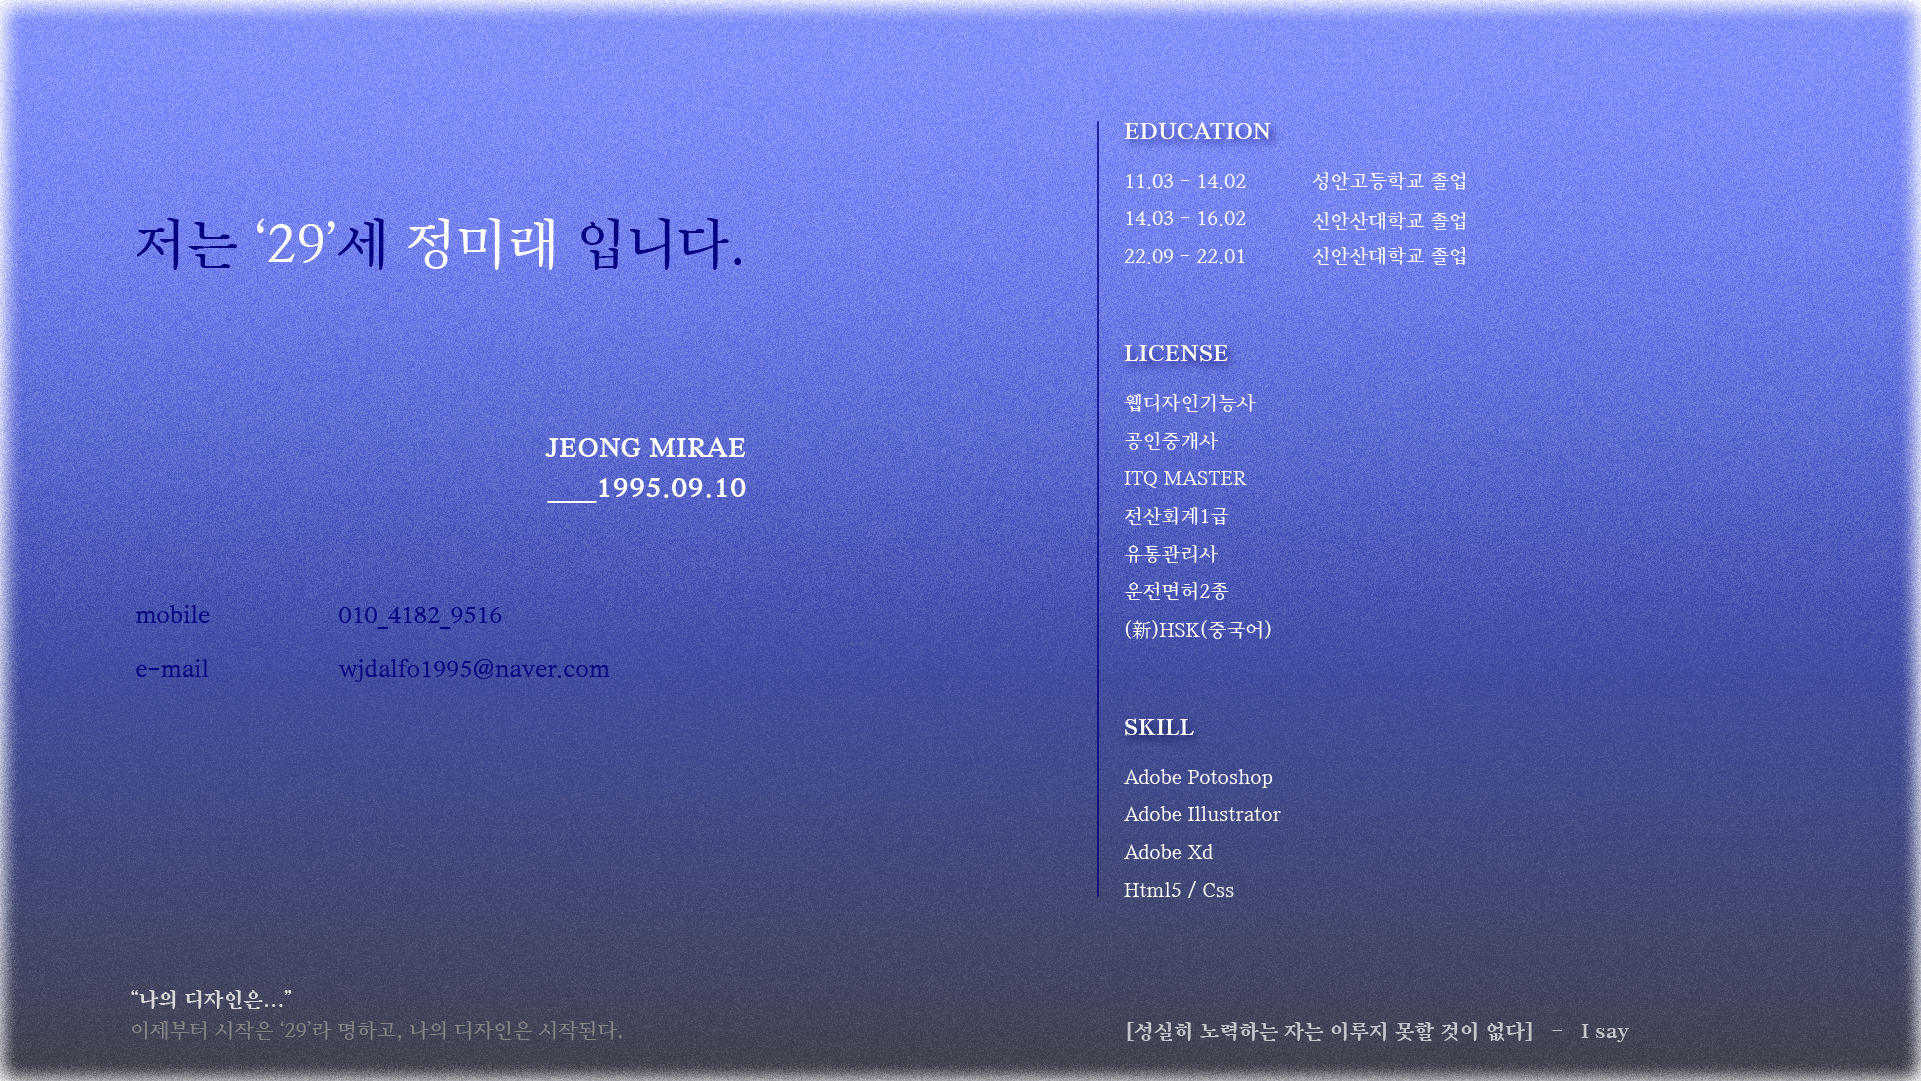 저는 ‘29’세 정미래 입니다.
JEONG MIRAE
___1995.09.10
mobile 010_4182_9516
e-mail wjdalfo1995@naver.com
“나의 디자인은...”
이제부터 시작은 ‘29’라 명하고, 나의 디자인은 시작된다.
EDUCATION
11.03 - 14.02 성안고등학교 졸업
14.03 - 16.02 신안산대학교 졸업
22.09 - 22.01 신안산대학교 졸업
LICENSE
웹디자인기능사
공인중개사
ITQ MASTER
전산회계1급
유통관리사
운전면허2종
(新)HSK(중국어)
SKILL
Adobe Potoshop
Adobe Illustrator
Adobe Xd
Html5 / Css
[성실히 노력하는 자는 이루지 못할 것이 없다] - I say